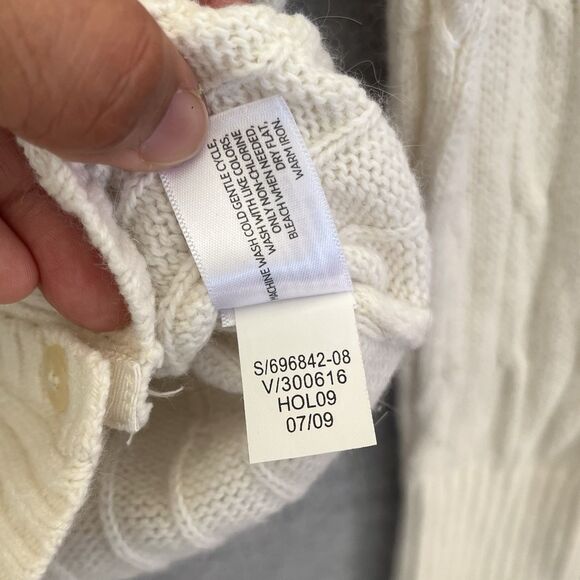 MACHINE WASH COLD GENTLE CYCLE,
WASH WITH LIKE COLORS,
ONLY NON-CHLORINE
BLEACH WHEN NEEDED,
DRY FLAT,
WARM IRON.
S/696842-08
V/300616
HOL09
07/09